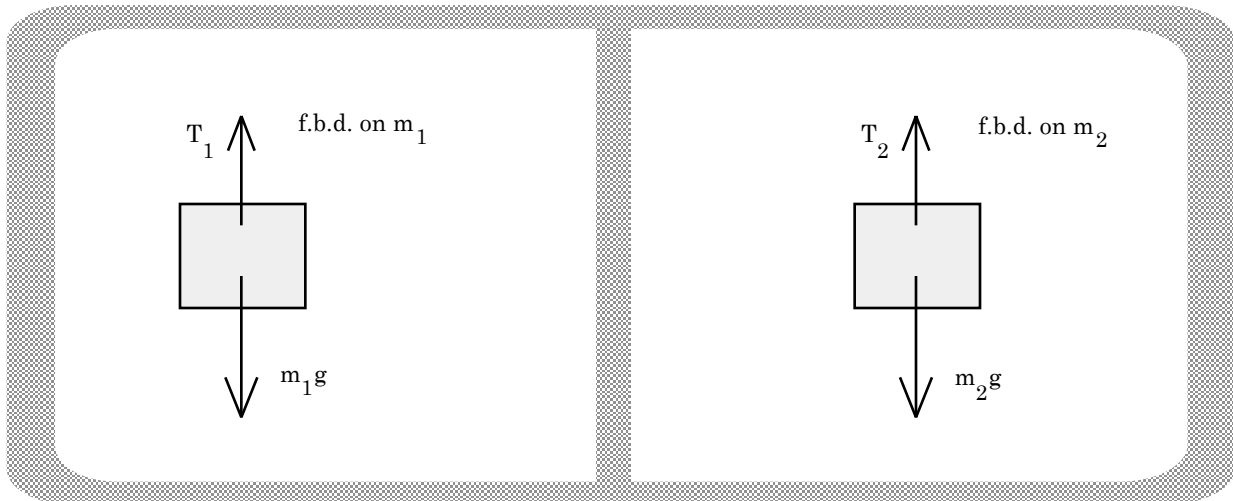 T₁
f.b.d. on m₁
m₁g
T₂
f.b.d. on m₂
m₂g